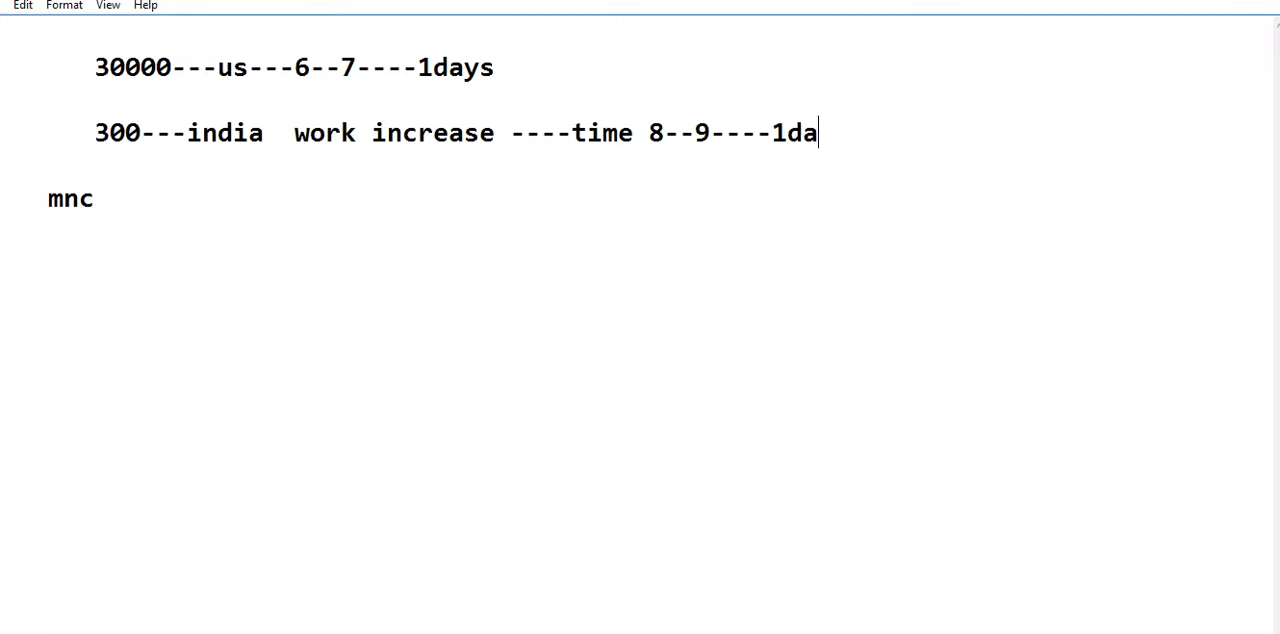 Edit Format View Help
30000---us---6--7----1days
300---india  work increase ----time 8--9----1da
mnc